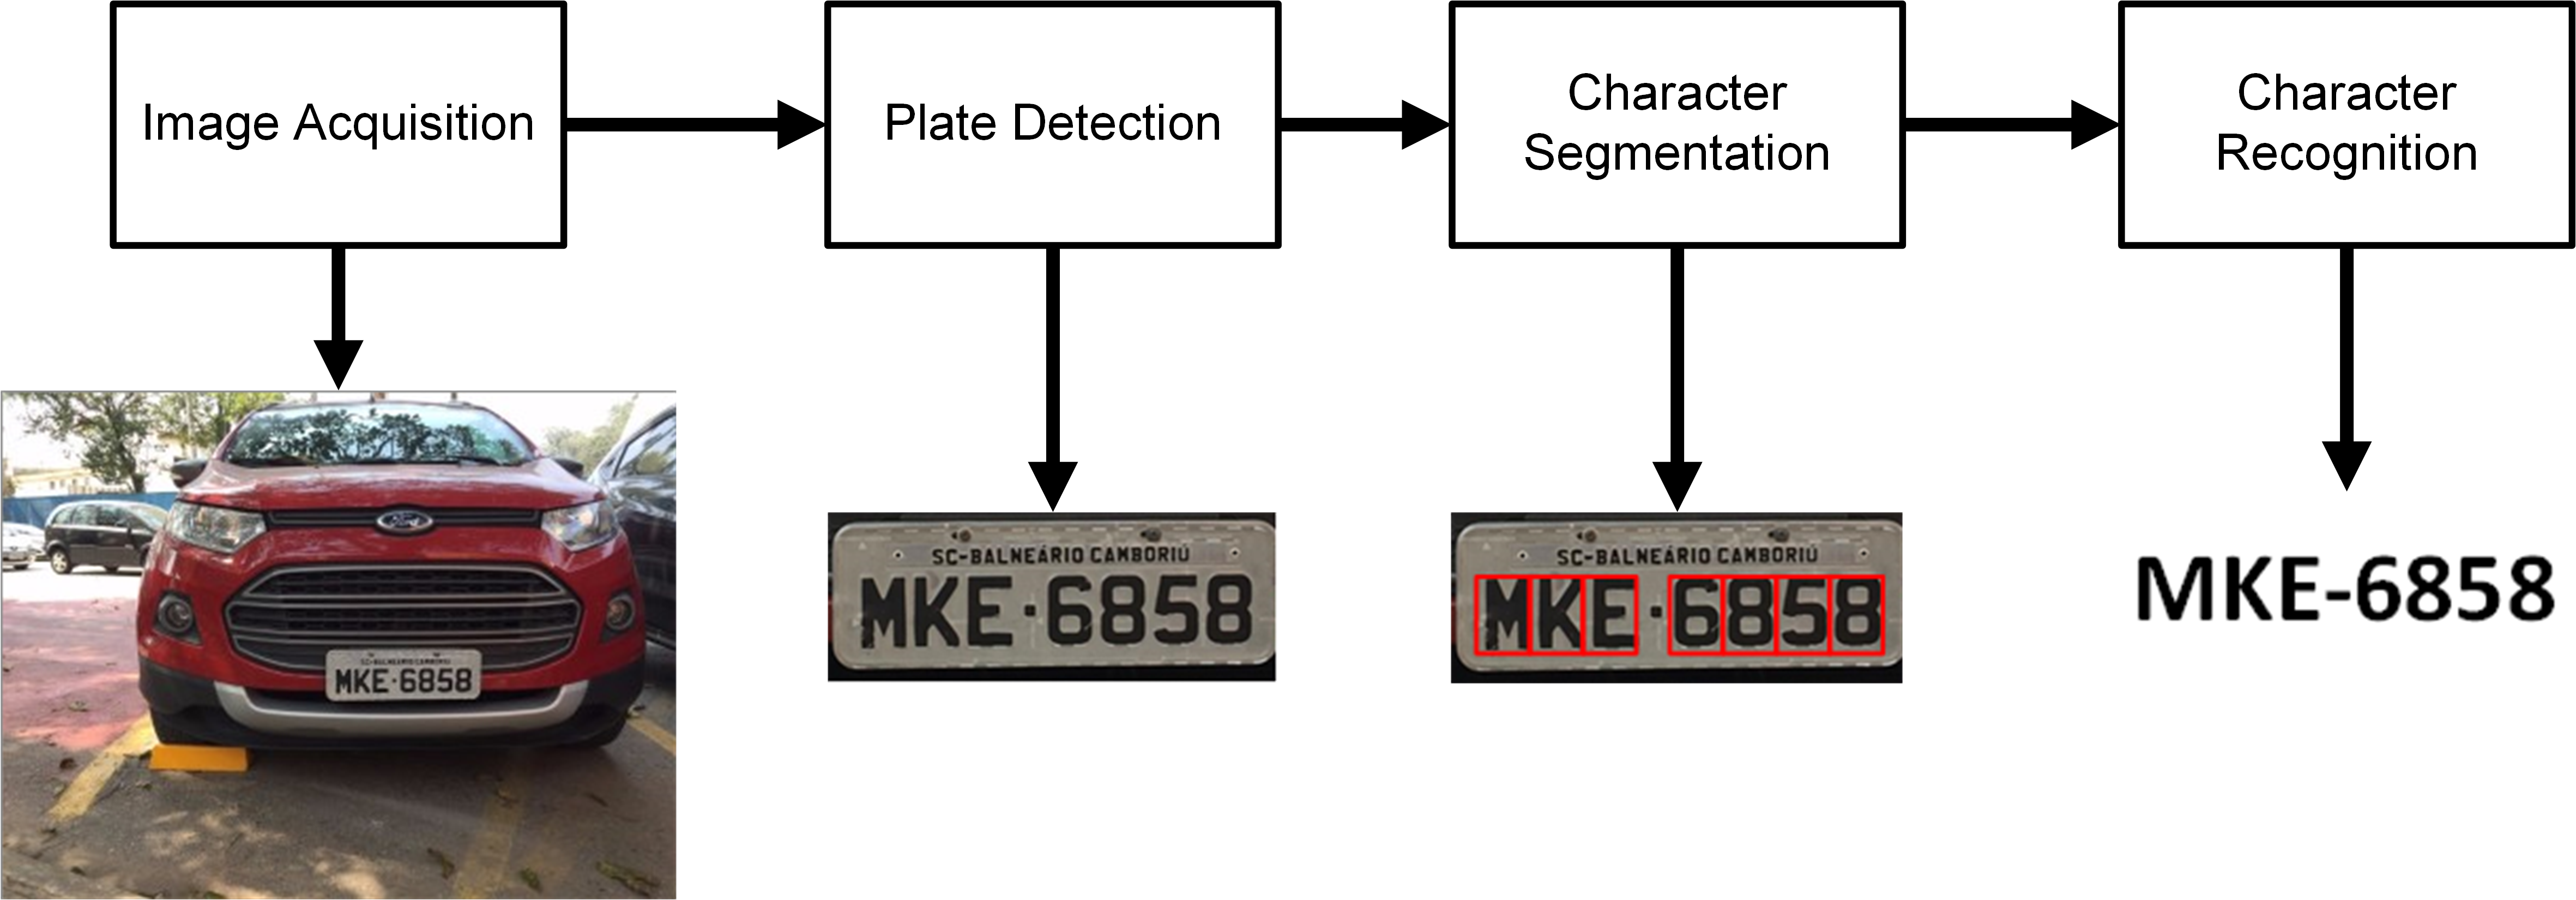 Image Acquisition
Plate Detection
Character
Segmentation
Character
Recognition
Ford
SC-BALNEÁRIO CAMBORIÚ
MKE·6858
SC-BALNEÁRIO CAMBORIÚ
MKE·6858
SC-BALNEÁRIO CAMBORIÚ
MKE·6858
MKE-6858